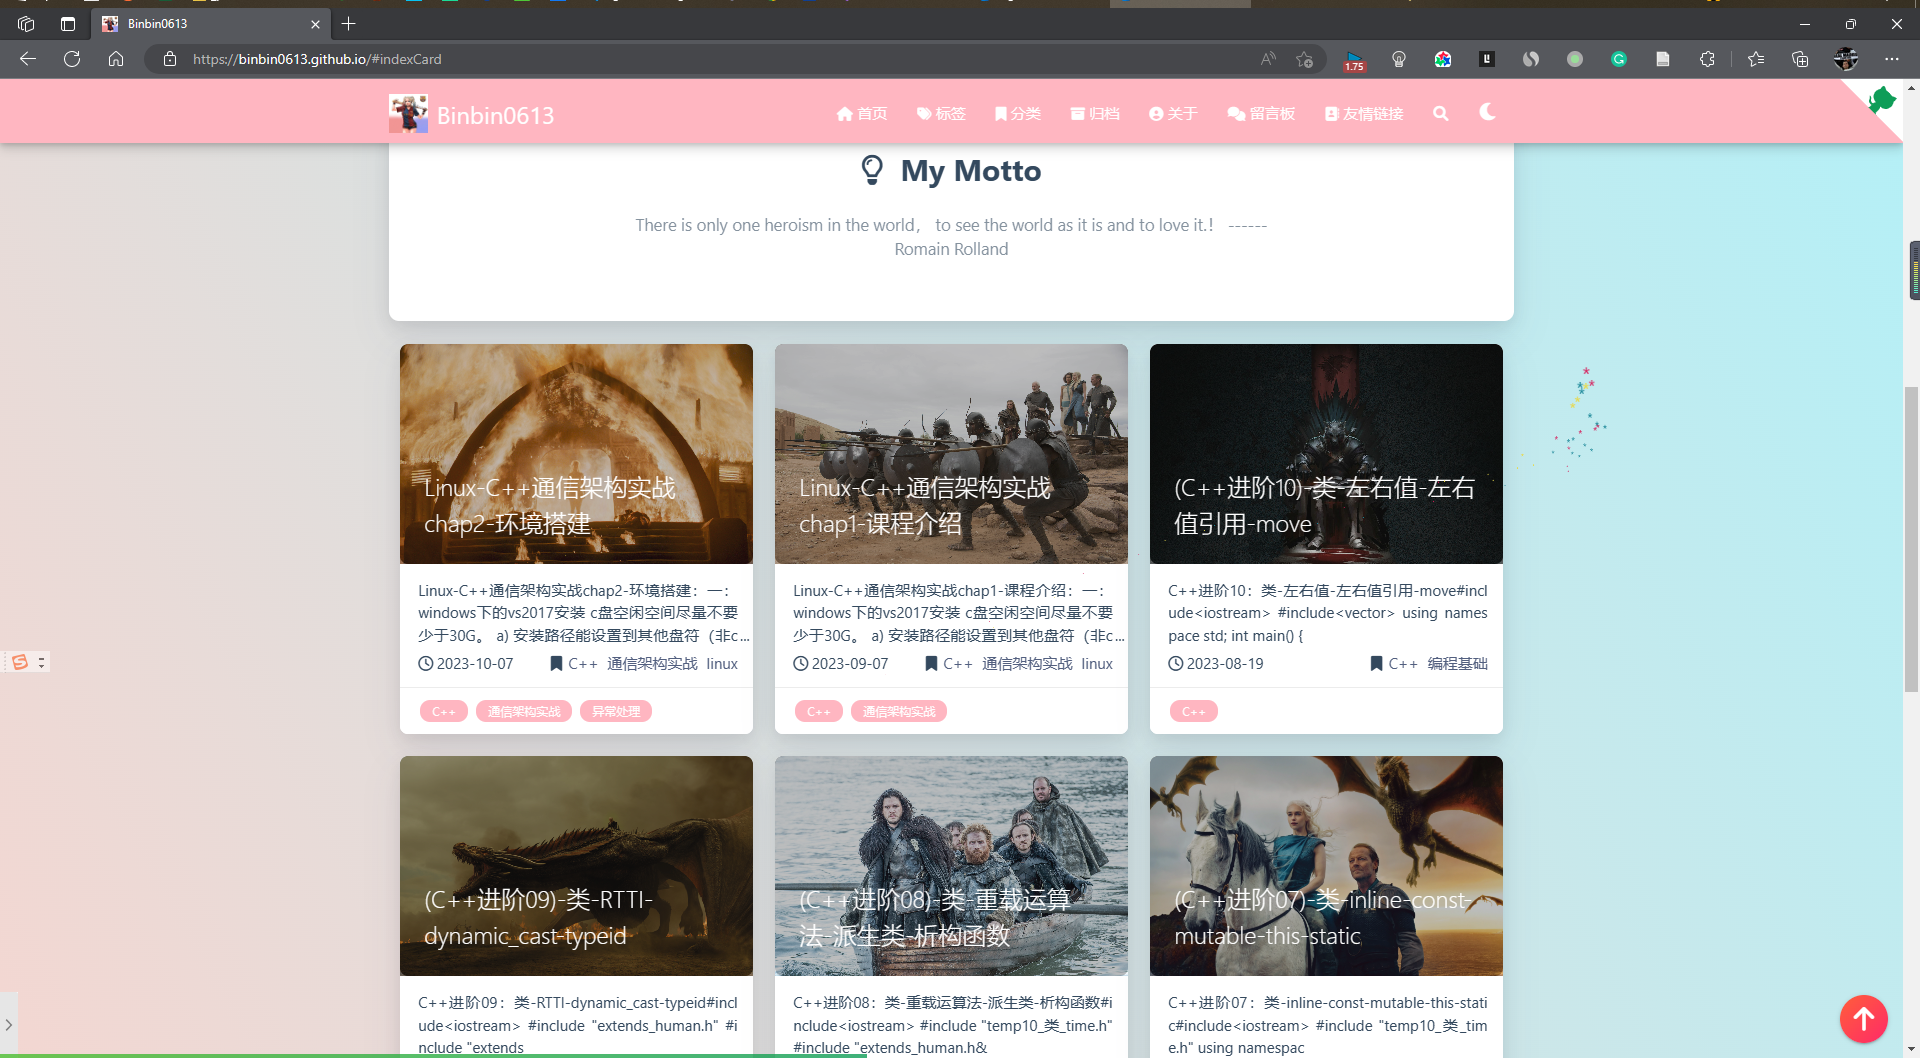 Binbin0613
https://binbin0613.github.io/#indexCard
1.75
Binbin0613
首页 标签 分类 归档 关于 留言板 友情链接
My Motto
There is only one heroism in the world， to see the world as it is and to love it.! ------
Romain Rolland
Linux-C++通信架构实战
chap2-环境搭建
Linux-C++通信架构实战chap2-环境搭建：一：
windows下的vs2017安装 c盘空闲空间尽量不要
少于30G。 a) 安装路径能设置到其他盘符（非c...
2023-10-07 C++ 通信架构实战 linux
C++ 通信架构实战 异常处理
Linux-C++通信架构实战
chap1-课程介绍
Linux-C++通信架构实战chap1-课程介绍：一：
windows下的vs2017安装 c盘空闲空间尽量不要
少于30G。 a) 安装路径能设置到其他盘符（非c...
2023-09-07 C++ 通信架构实战 linux
C++ 通信架构实战
(C++进阶10)-类-左右值-左右
值引用-move
C++进阶10：类-左右值-左右值引用-move#incl
ude<iostream> #include<vector> using names
pace std; int main() {
2023-08-19 C++ 编程基础
C++
(C++进阶09)-类-RTTI-
dynamic_cast-typeid
C++进阶09：类-RTTI-dynamic_cast-typeid#incl
ude<iostream> #include "extends_human.h" #i
nclude "extends
(C++进阶08)-类-重载运算
法-派生类-析构函数
C++进阶08：类-重载运算法-派生类-析构函数#i
nclude<iostream> #include "temp10_类_time.h"
#include "extends_human.h&
(C++进阶07)-类-inline-const-
mutable-this-static
C++进阶07：类-inline-const-mutable-this-stati
c#include<iostream> #include "temp10_类_tim
e.h" using namespac